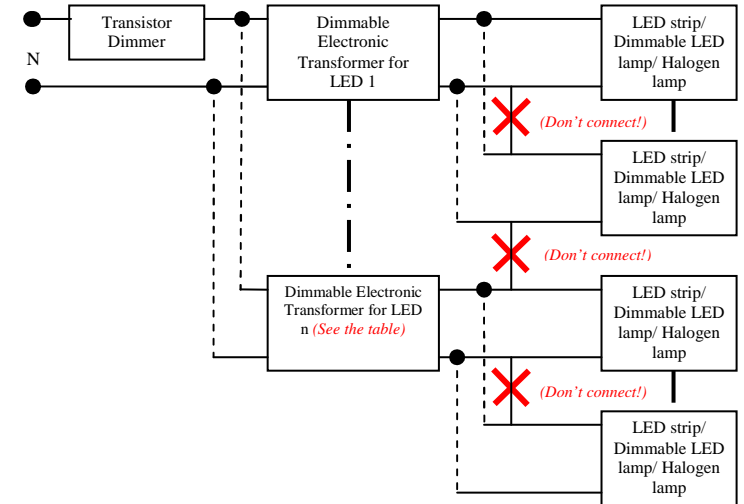 Transistor
Dimmer
N
Dimmable
Electronic
Transformer for
LED 1
LED strip/
Dimmable LED
lamp/ Halogen
lamp
(Don't connect!)
LED strip/
Dimmable LED
lamp/ Halogen
lamp
(Don't connect!)
Dimmable Electronic
Transformer for LED
n (See the table)
LED strip/
Dimmable LED
lamp/ Halogen
lamp
(Don't connect!)
LED strip/
Dimmable LED
lamp/ Halogen
lamp